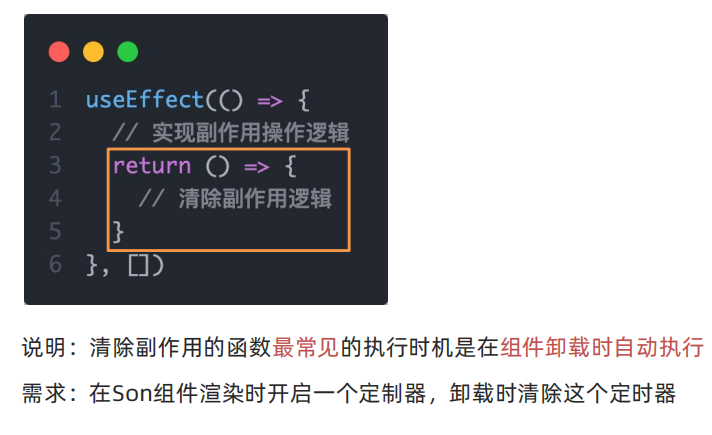 1 useEffect(() => {
2 // 实现副作用操作逻辑
3 return () => {
4 // 清除副作用逻辑
5 }
6 }, [])
说明：清除副作用的函数最常见的执行时机是在组件卸载时自动执行
需求：在Son组件渲染时开启一个定制器，卸载时清除这个定时器